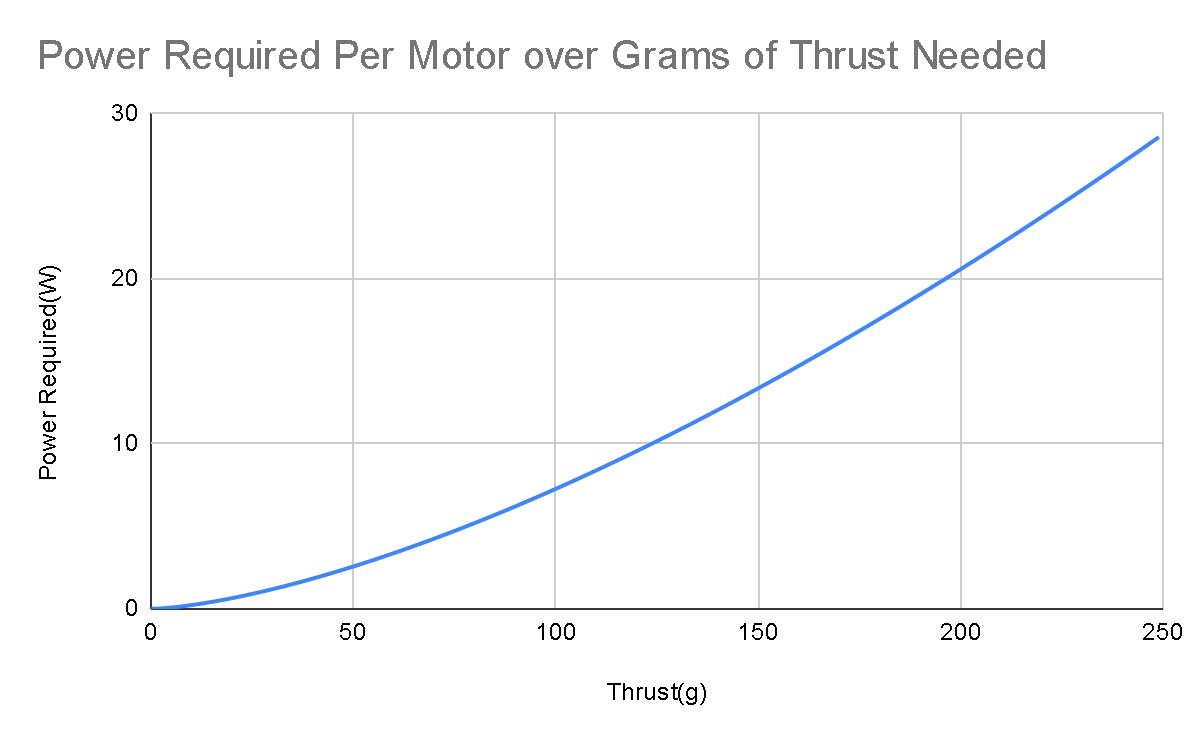 Power Required Per Motor over Grams of Thrust Needed
30
20
10
0
Power Required(W)
0 50 100 150 200 250
Thrust(g)